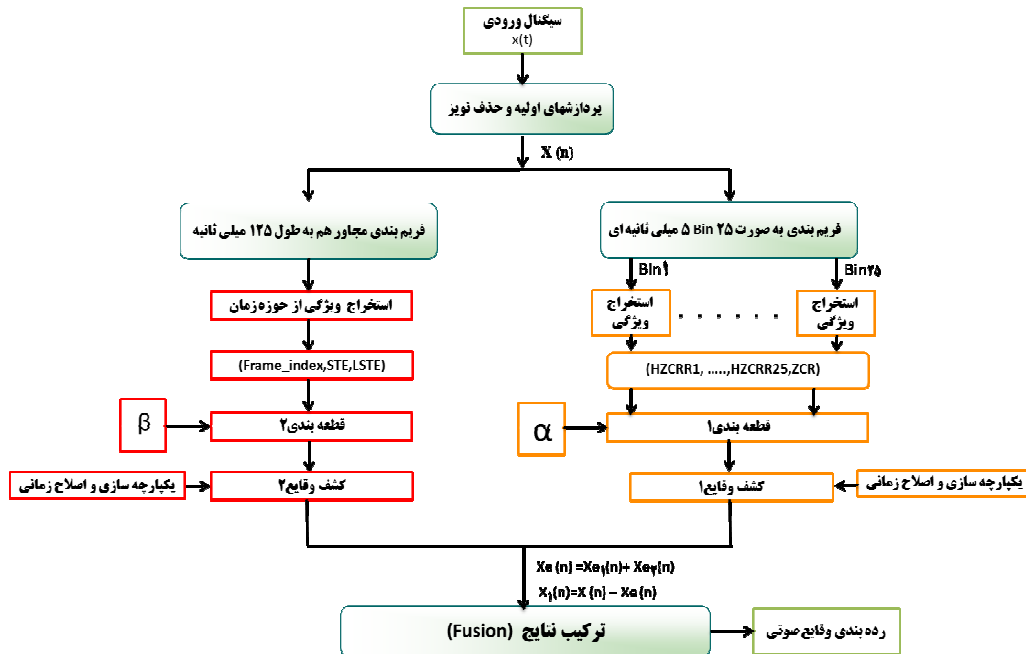 سیگنال ورودی
x(t)
پردازشهای اولیه و حذف نویز
X (n)
فریم بندی مجاور هم به طول ۱۲۵ میلی ثانیه
فریم بندی به صورت ۲۵ Bin ۵ میلی ثانیه ای
Bin۱
Bin۲۵
استخراج ویژگی از حوزه زمان
استخراج
ویژگی
. . . . . .
استخراج
ویژگی
(Frame_index,STE,LSTE)
(HZCRR1, .....,HZCRR25,ZCR)
β
قطعه بندی۲
α
قطعه بندی۱
یکپارچه سازی و اصلاح زمانی
کشف وقایع۲
کشف وقایع۱
یکپارچه سازی و اصلاح زمانی
Xe (n) =Xe۱(n)+ Xe۲(n)
X۱(n)=X (n) – Xe(n)
ترکیب نتایج (Fusion)
رده بندی وقایع صوتی